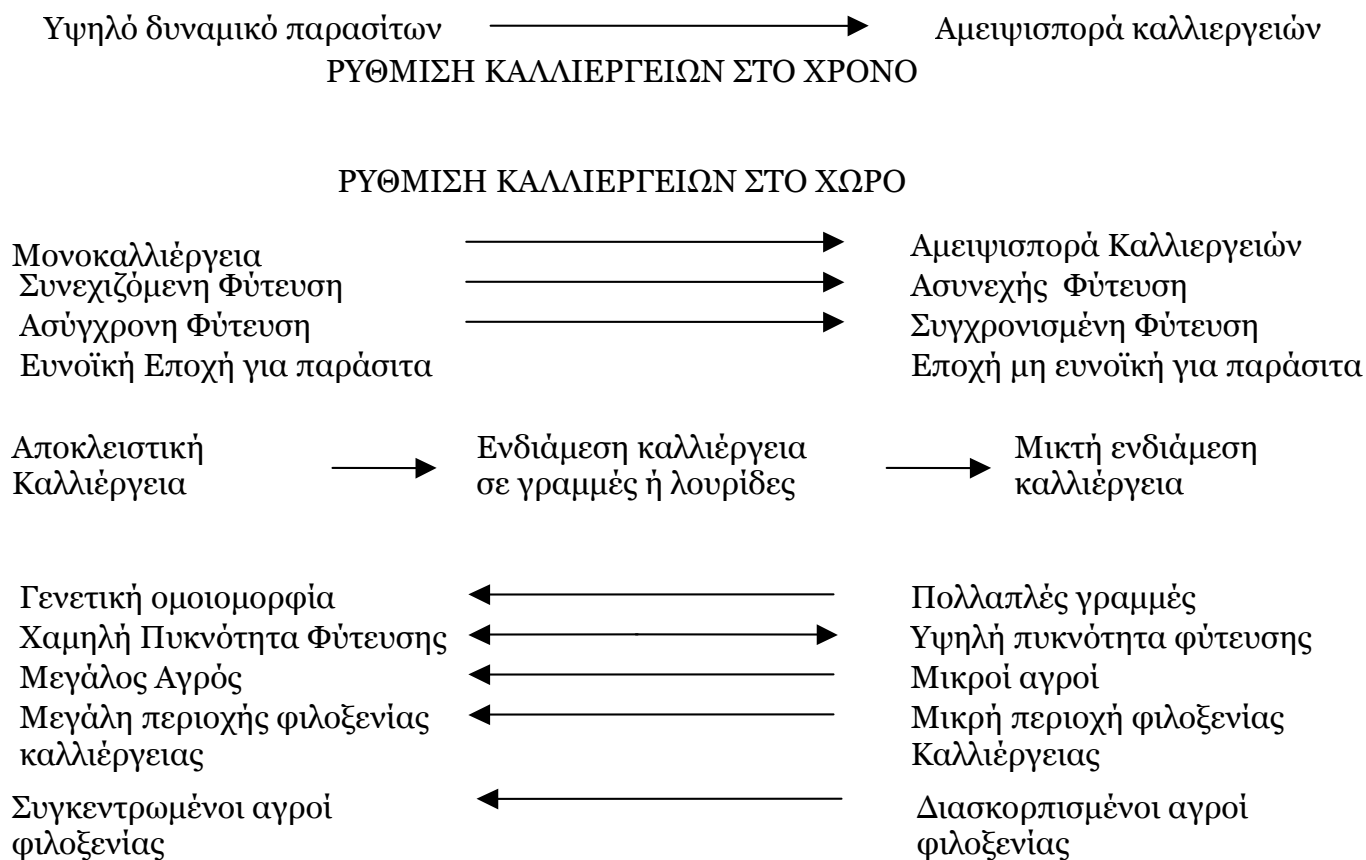 Υψηλό δυναμικό παρασίτων Αμειψισπορά καλλιεργειών
ΡΥΘΜΙΣΗ ΚΑΛΛΙΕΡΓΕΙΩΝ ΣΤΟ ΧΡΟΝΟ
ΡΥΘΜΙΣΗ ΚΑΛΛΙΕΡΓΕΙΩΝ ΣΤΟ ΧΩΡΟ
Μονοκαλλιέργεια Αμειψισπορά Καλλιεργειών
Συνεχιζόμενη Φύτευση Ασυνεχής Φύτευση
Ασύγχρονη Φύτευση Συγχρονισμένη Φύτευση
Ευνοϊκή Εποχή για παράσιτα Εποχή μη ευνοϊκή για παράσιτα
Αποκλειστική Ενδιάμεση καλλιέργεια Μικτή ενδιάμεση
Καλλιέργεια σε γραμμές ή λουρίδες καλλιέργεια
Γενετική ομοιομορφία Πολλαπλές γραμμές
Χαμηλή Πυκνότητα Φύτευσης Υψηλή πυκνότητα φύτευσης
Μεγάλος Αγρός Μικροί αγροί
Μεγάλη περιοχής φιλοξενίας Μικρή περιοχή φιλοξενίας
καλλιέργειας Καλλιέργειας
Συγκεντρωμένοι αγροί Διασκορπισμένοι αγροί
φιλοξενίας φιλοξενίας